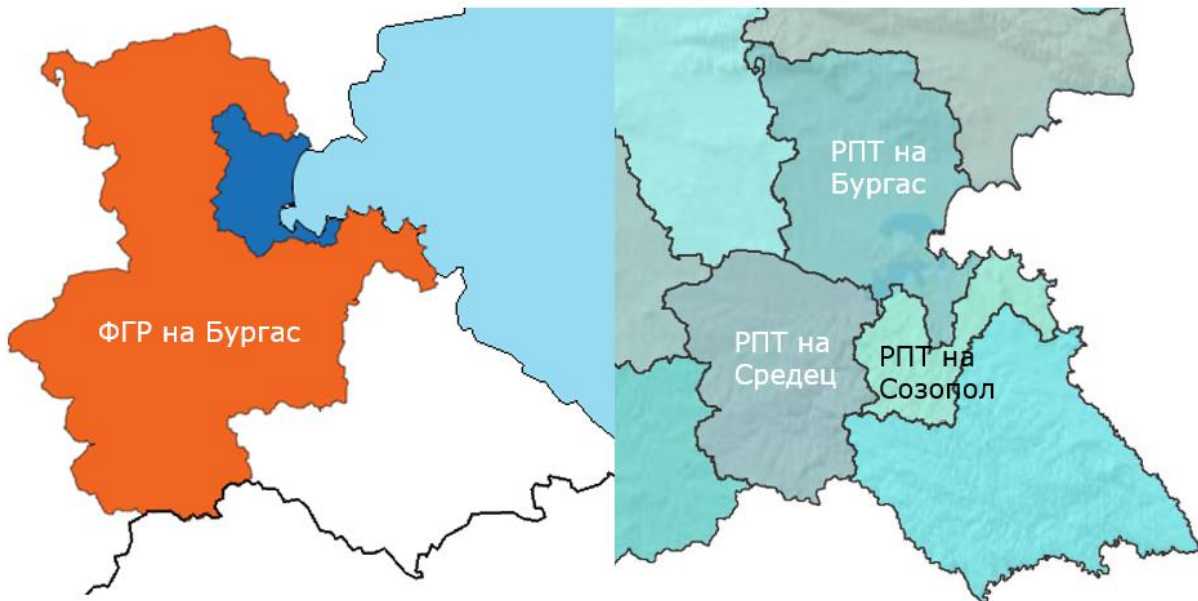 ФГР на Бургас
РПТ на
Бургас
РПТ на
Средец
РПТ на
Созопол